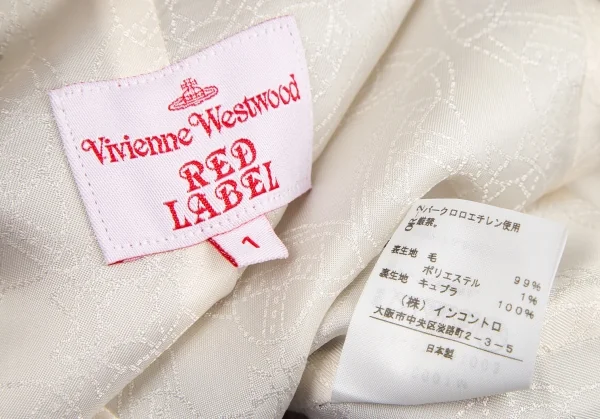 Vivienne Westwood
RED
LABEL
1
パークロロエチレン使用
厳禁。
表生地 毛 99%
ポリエステル 1%
裏生地 キュプラ 100%
(株) インコントロ
大阪市中央区淡路町2-3-5
日本製